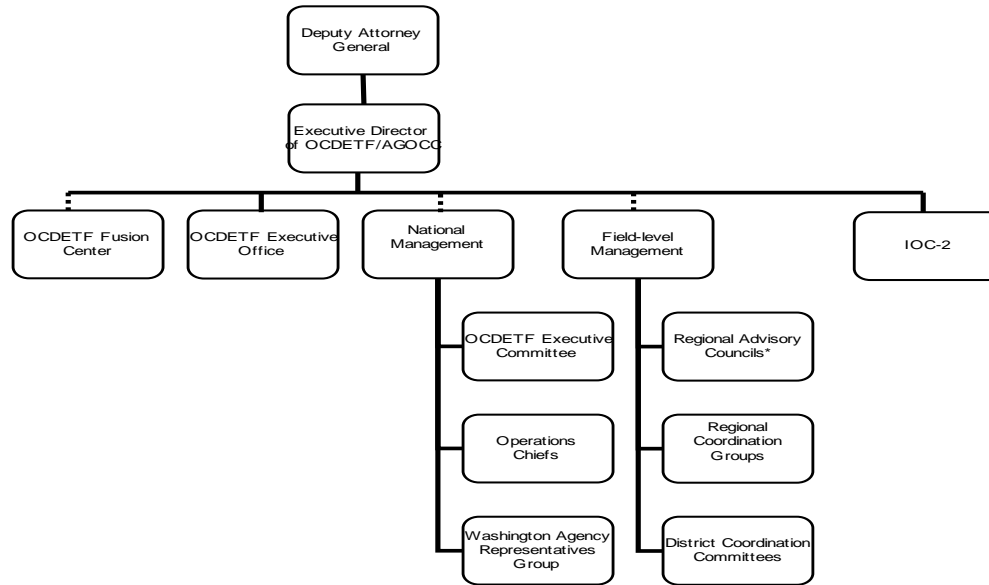 Deputy Attorney
General
Executive Director
of OCDETF/AGOCC
OCDETF Fusion
Center
OCDETF Executive
Office
National
Management
Field-level
Management
IOC-2
OCDETF Executive
Committee
Regional Advisory
Councils*
Operations
Chiefs
Regional
Coordination
Groups
Washington Agency
Representatives
Group
District Coordination
Committees